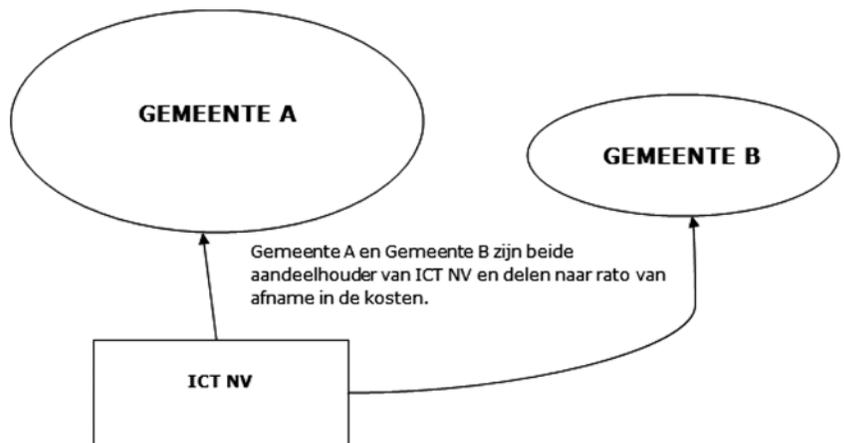 GEMEENTE A
GEMEENTE B
Gemeente A en Gemeente B zijn beide
aandeelhouder van ICT NV en delen naar rato van
afname in de kosten.
ICT NV